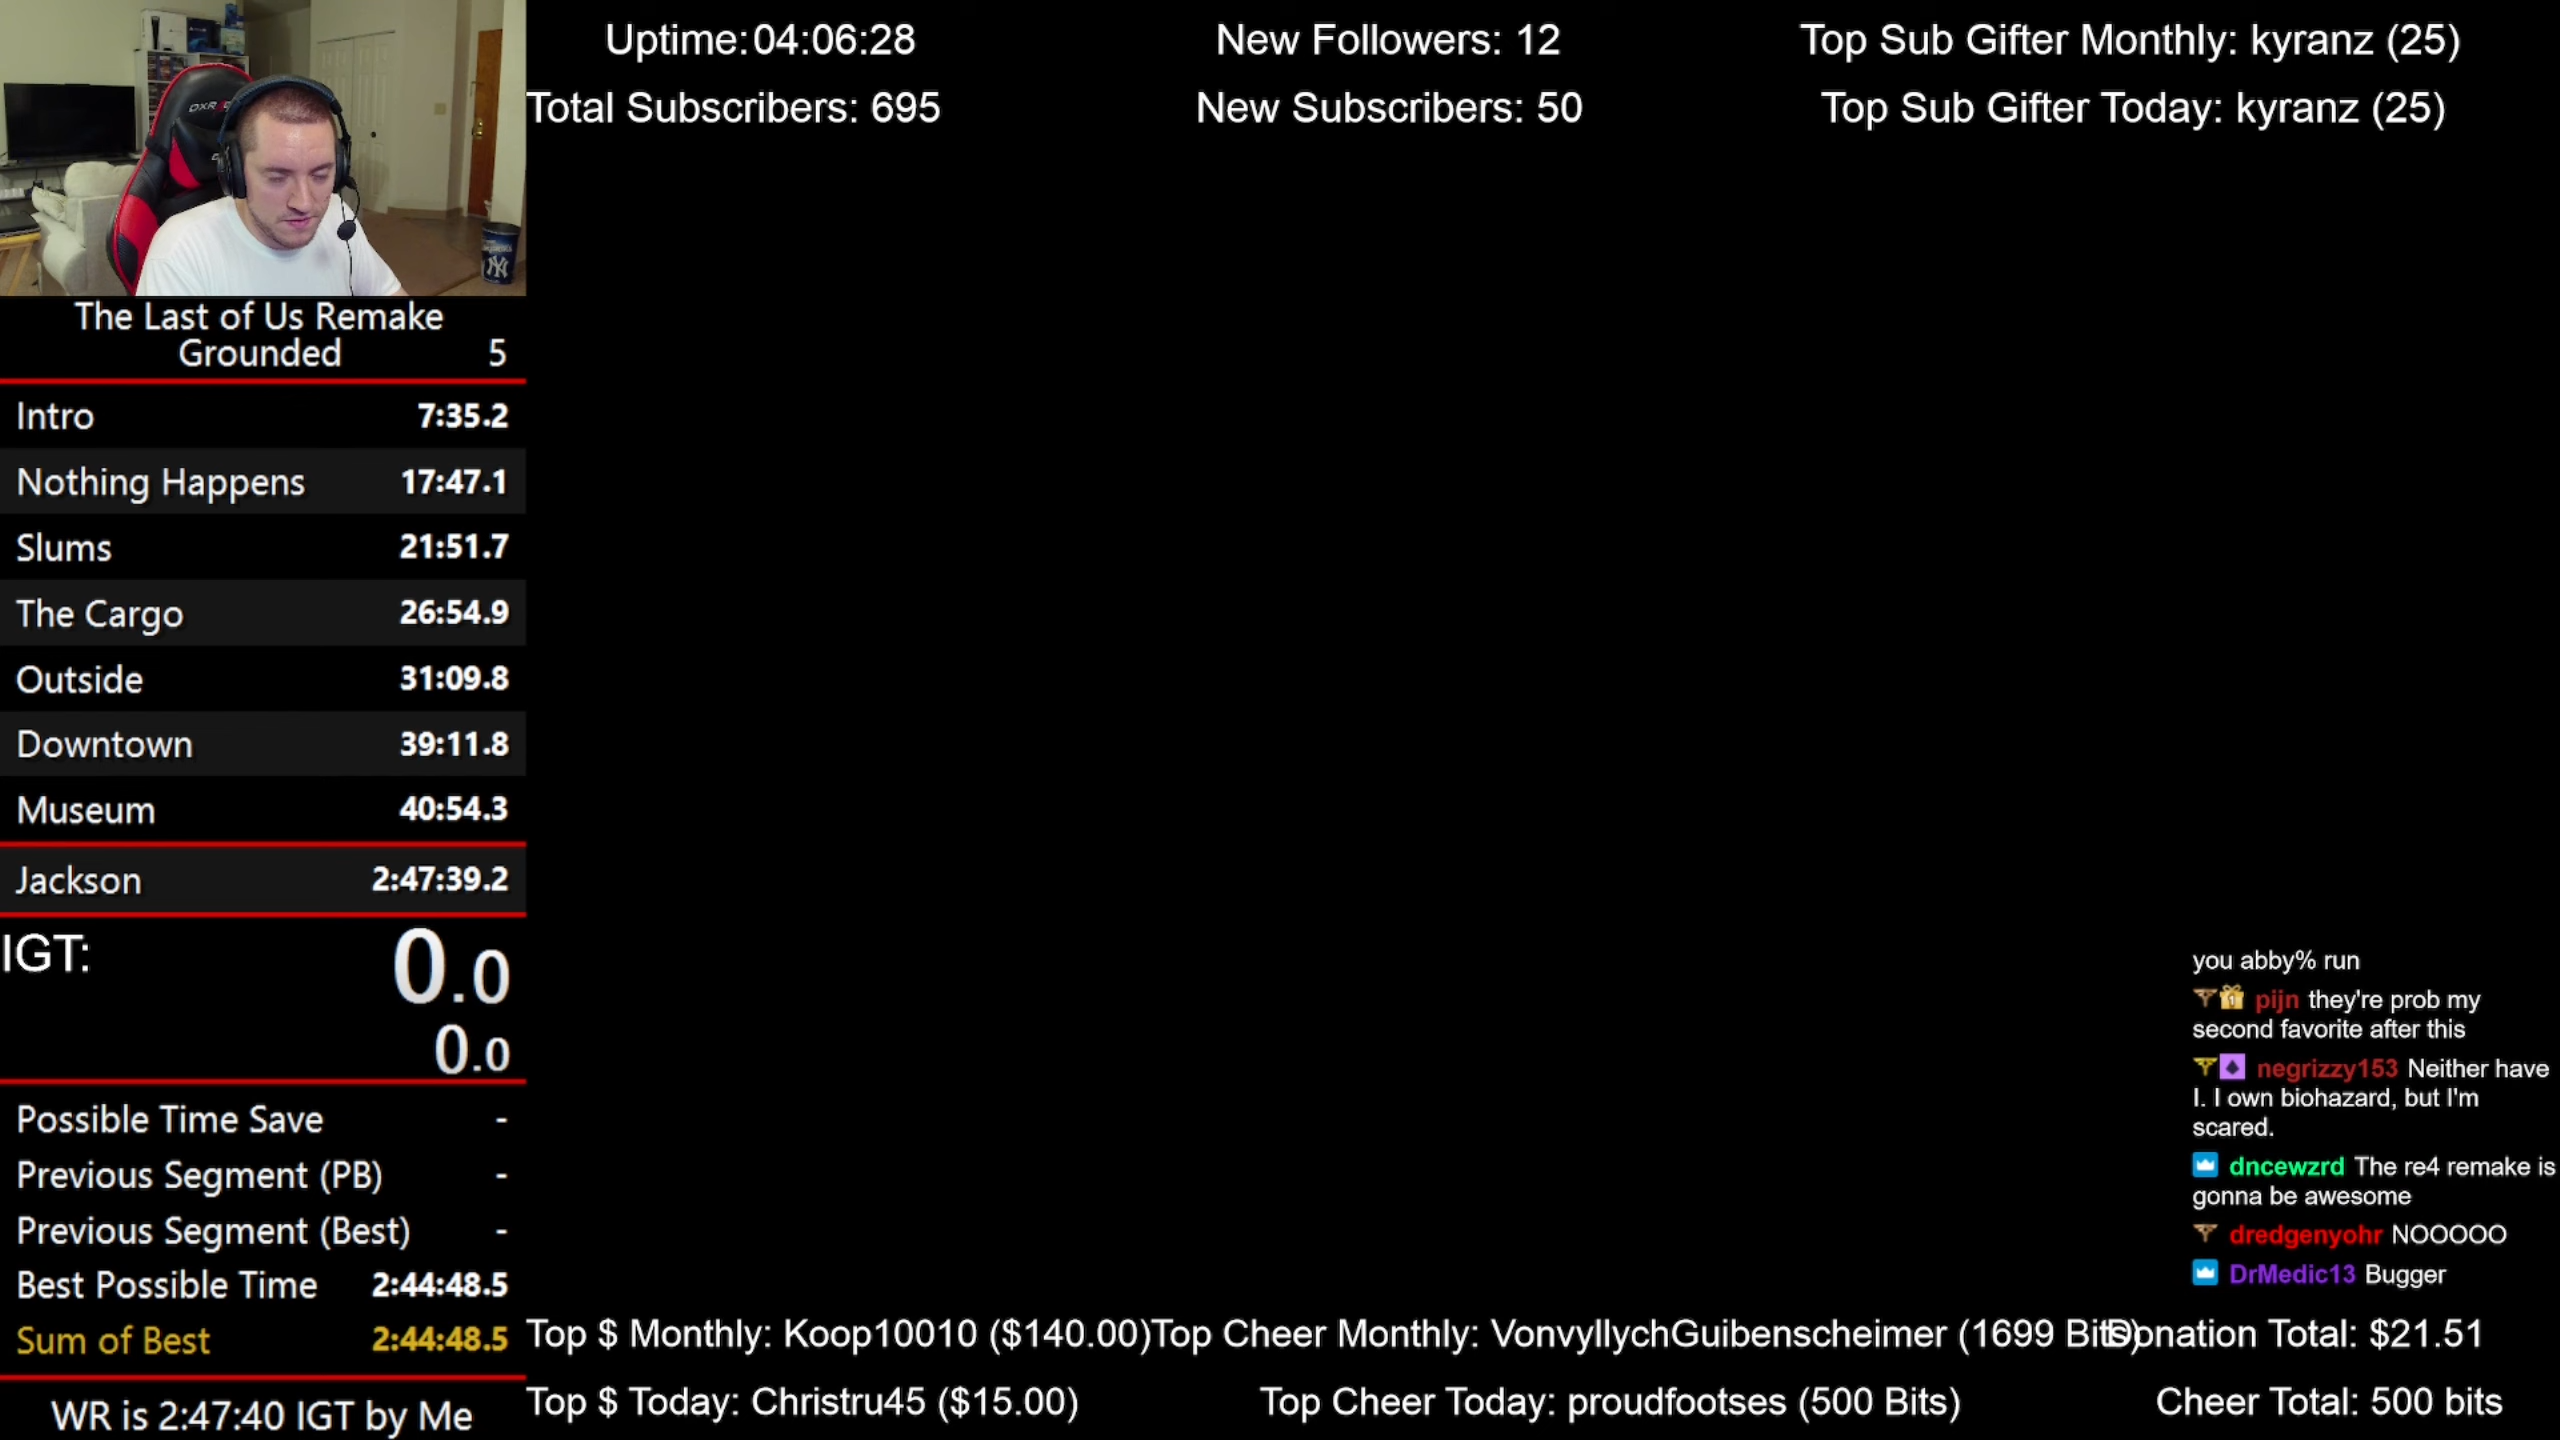 Uptime: 04:06:28
New Followers: 12
Top Sub Gifter Monthly: kyranz (25)
Total Subscribers: 695
New Subscribers: 50
Top Sub Gifter Today: kyranz (25)
The Last of Us Remake
Grounded 5
Intro 7:35.2
Nothing Happens 17:47.1
Slums 21:51.7
The Cargo 26:54.9
Outside 31:09.8
Downtown 39:11.8
Museum 40:54.3
Jackson 2:47:39.2
IGT: 0.0
0.0
Possible Time Save -
Previous Segment (PB) -
Previous Segment (Best) -
Best Possible Time 2:44:48.5
Sum of Best 2:44:48.5
WR is 2:47:40 IGT by Me
you abby% run
pijn they're prob my
second favorite after this
negrizzy153 Neither have
I. I own biohazard, but I'm
scared.
dncewzrd The re4 remake is
gonna be awesome
dredgenyohr NOOOOO
DrMedic13 Bugger
Top $ Monthly: Koop10010 ($140.00)
Top Cheer Monthly: VonvyllychGuibenscheimer (1699 Bits)
Donation Total: $21.51
Top $ Today: Christru45 ($15.00)
Top Cheer Today: proudfootses (500 Bits)
Cheer Total: 500 bits